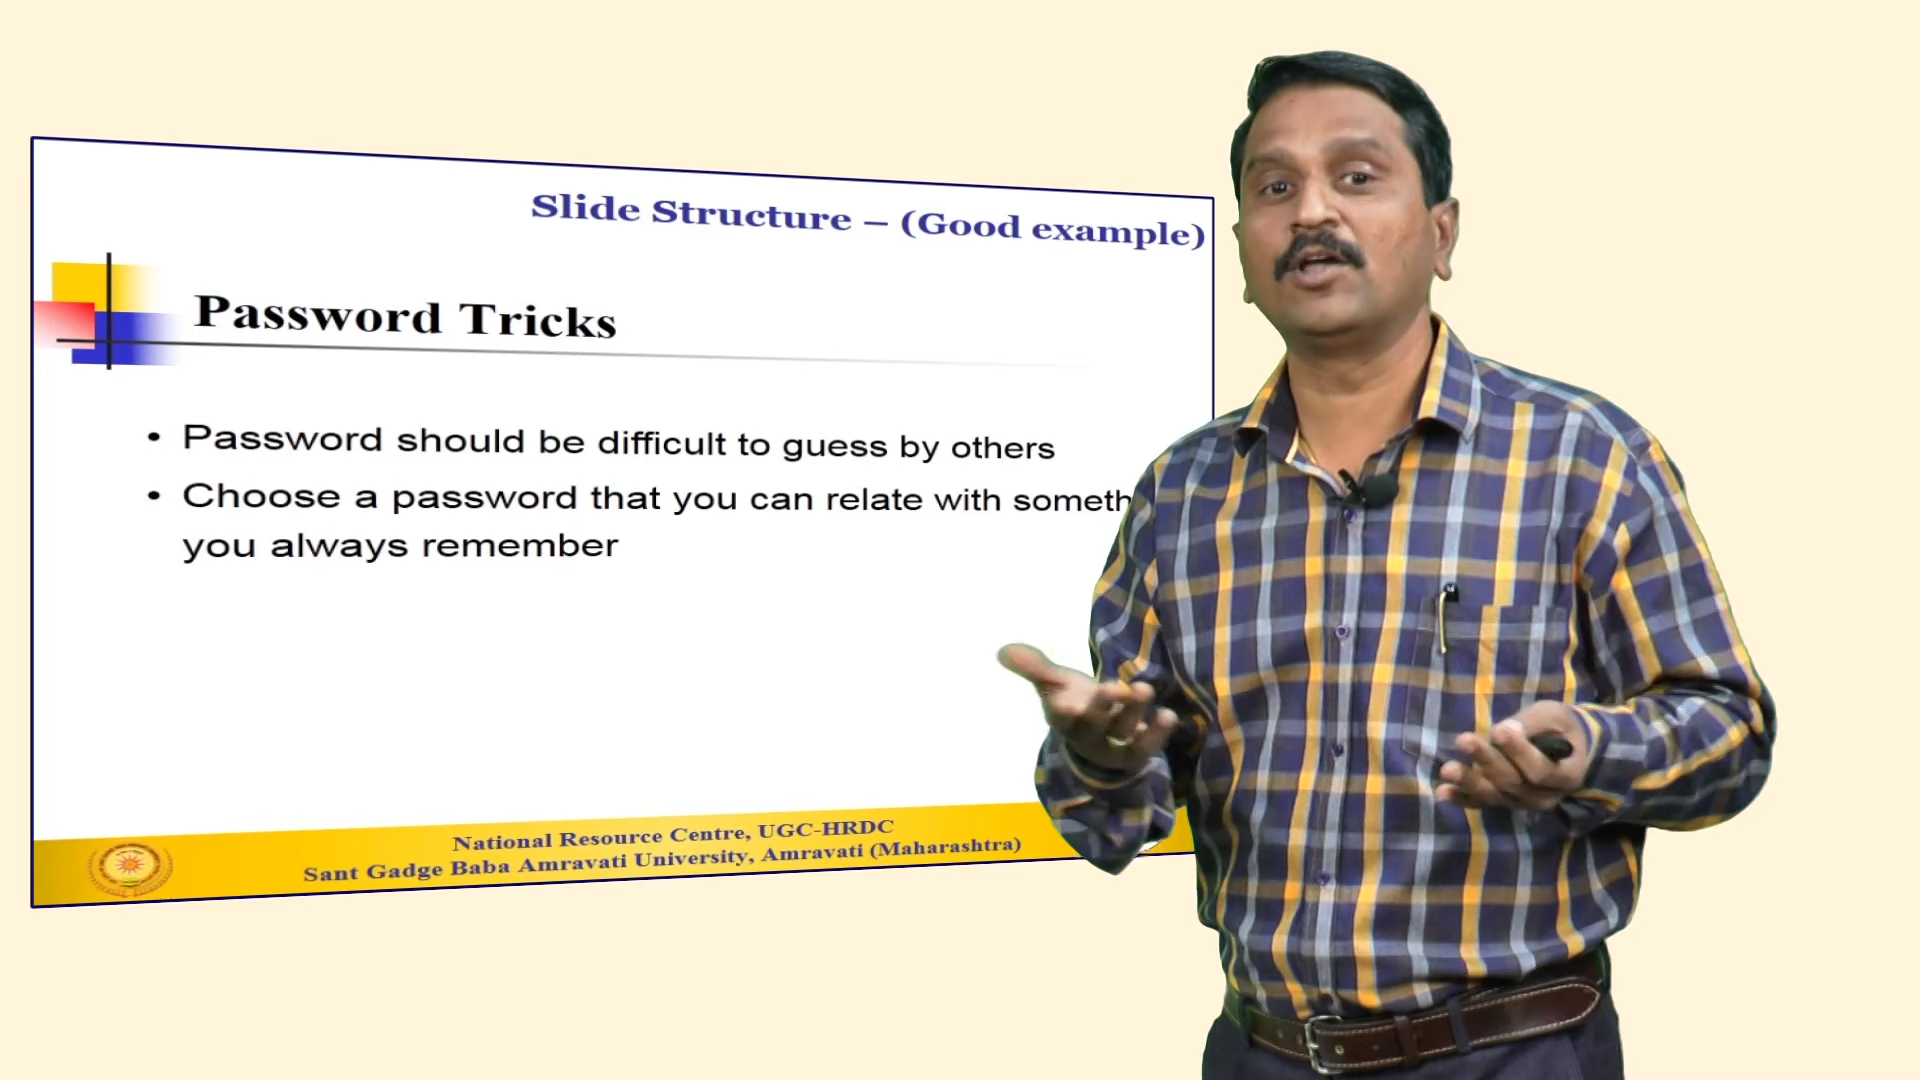 Slide Structure – (Good example)
Password Tricks
• Password should be difficult to guess by others
• Choose a password that you can relate with
you always remember
National Resource Centre, UGC-HRDC
Sant Gadge Baba Amravati University, Amravati (Maharashtra)